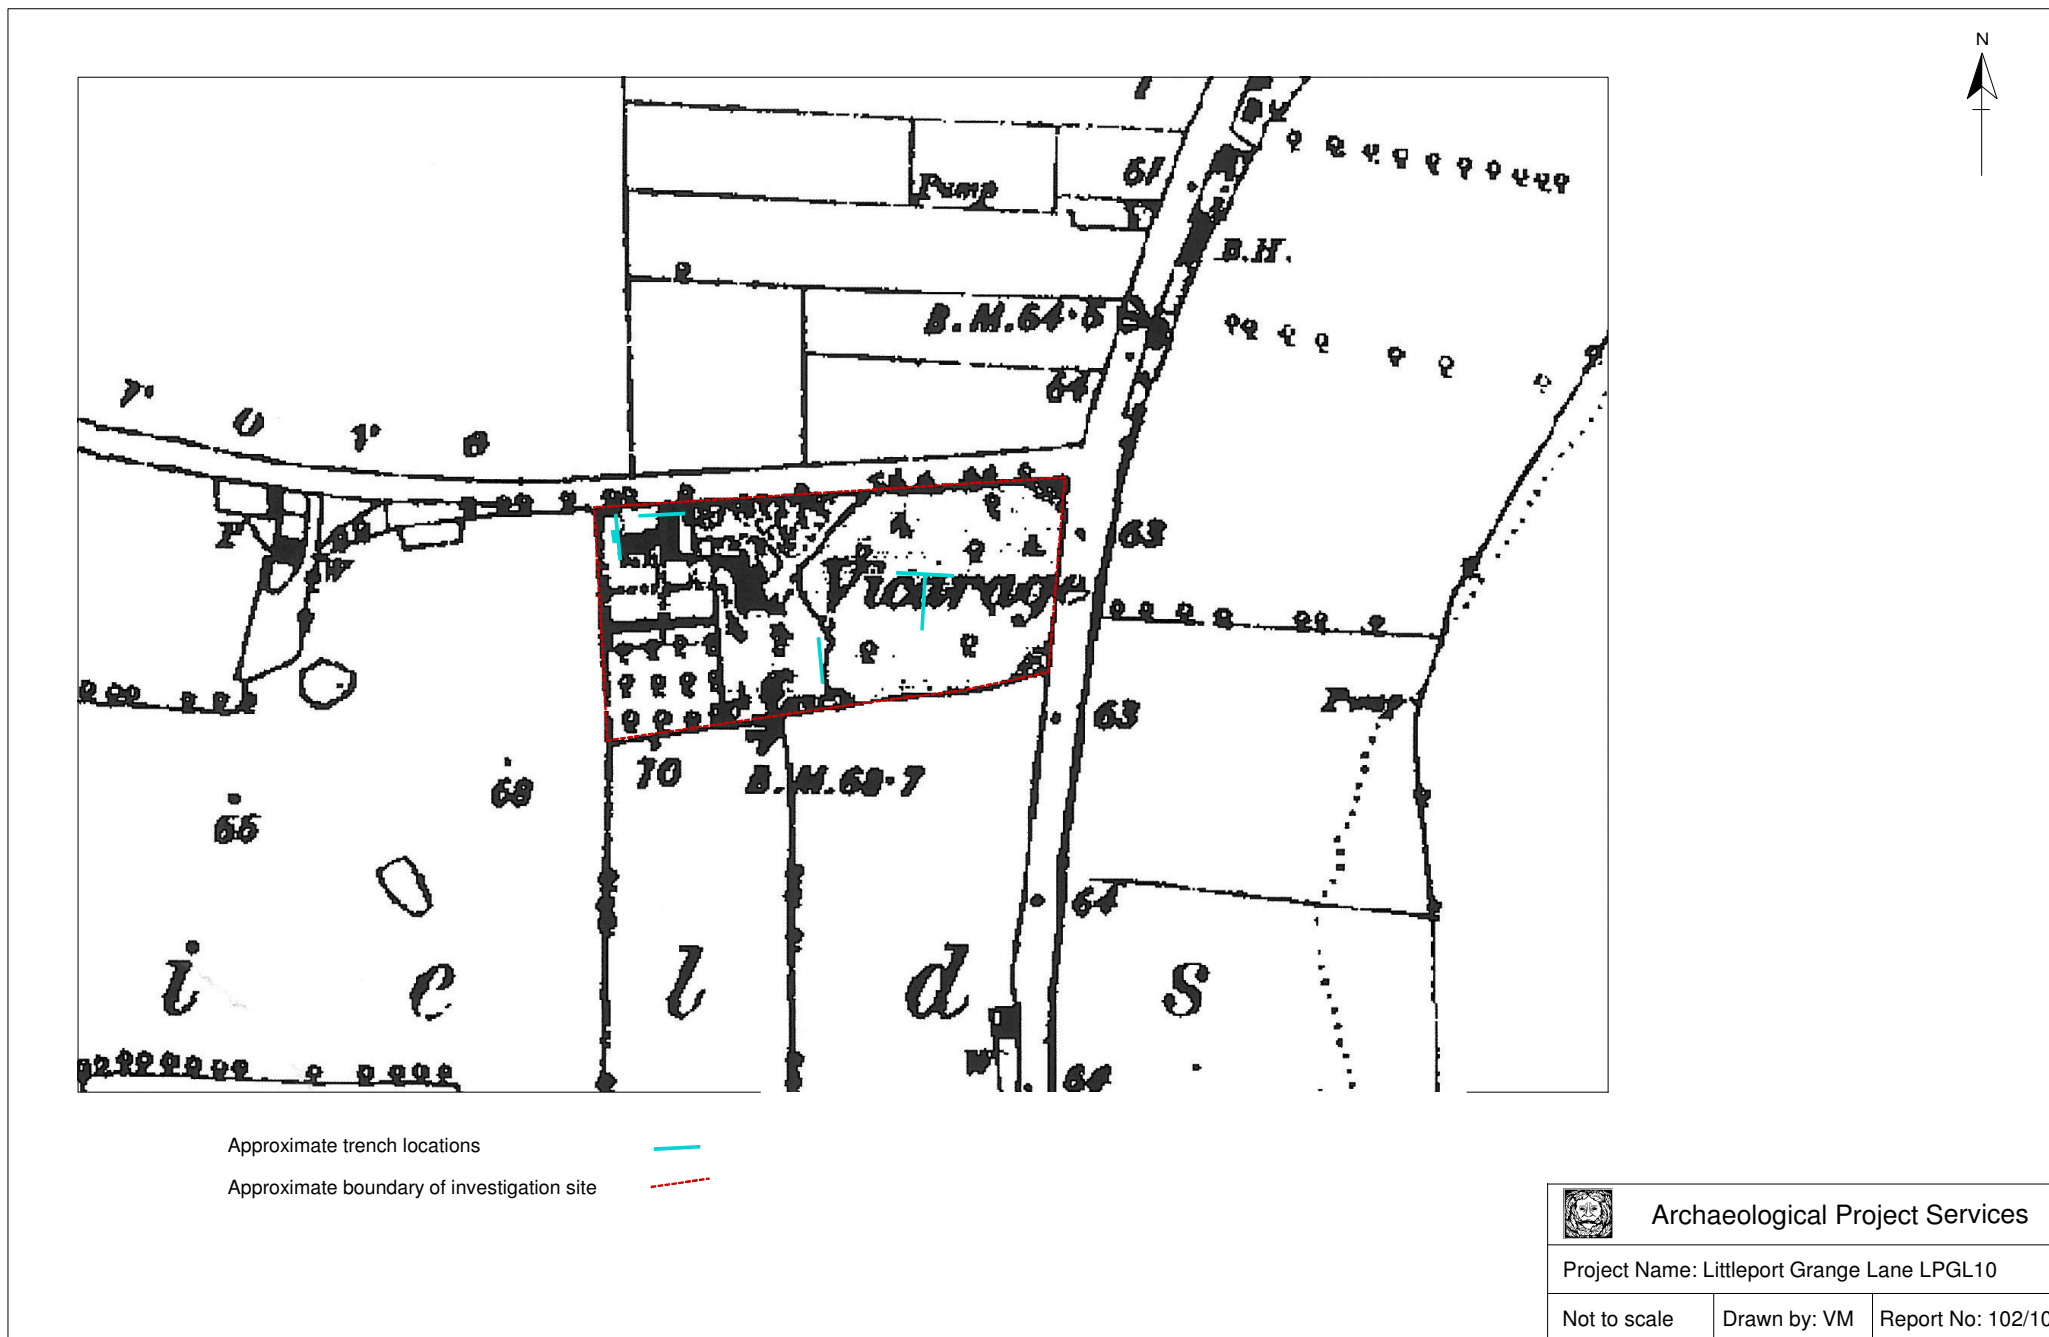 N
61
Pump
B.H.
B.M.64·5
64
r o v e
63
P
W
Vicarage
63
Pump
70
B.M.68·7
68
66
64
i e l d s
W
64
Approximate trench locations
Approximate boundary of investigation site
Archaeological Project Services
Project Name: Littleport Grange Lane LPGL10
Not to scale
Drawn by: VM
Report No: 102/10